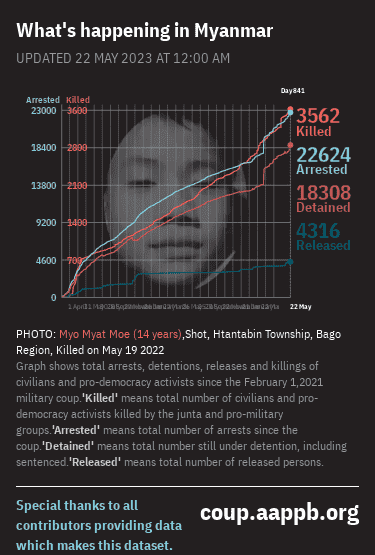 What's happening in Myanmar
UPDATED 22 MAY 2023 AT 12:00 AM
Day 841
Arrested Killed
23000 3600
3562
Killed
18400 2800
22624
Arrested
13800 2100
18308
Detained
9200 1400
4316
Released
4600 700
0
22 May
PHOTO: Myo Myat Moe (14 years),Shot, Htantabin Township, Bago
Region, Killed on May 19 2022
Graph shows total arrests, detentions, releases and killings of
civilians and pro-democracy activists since the February 1,2021
military coup.'Killed' means total number of civilians and pro-
democracy activists killed by the junta and pro-military
groups.'Arrested' means total number of arrests since the
coup.'Detained' means total number still under detention, including
sentenced.'Released' means total number of released persons.
Special thanks to all
contributors providing data
which makes this dataset.
coup.aappb.org